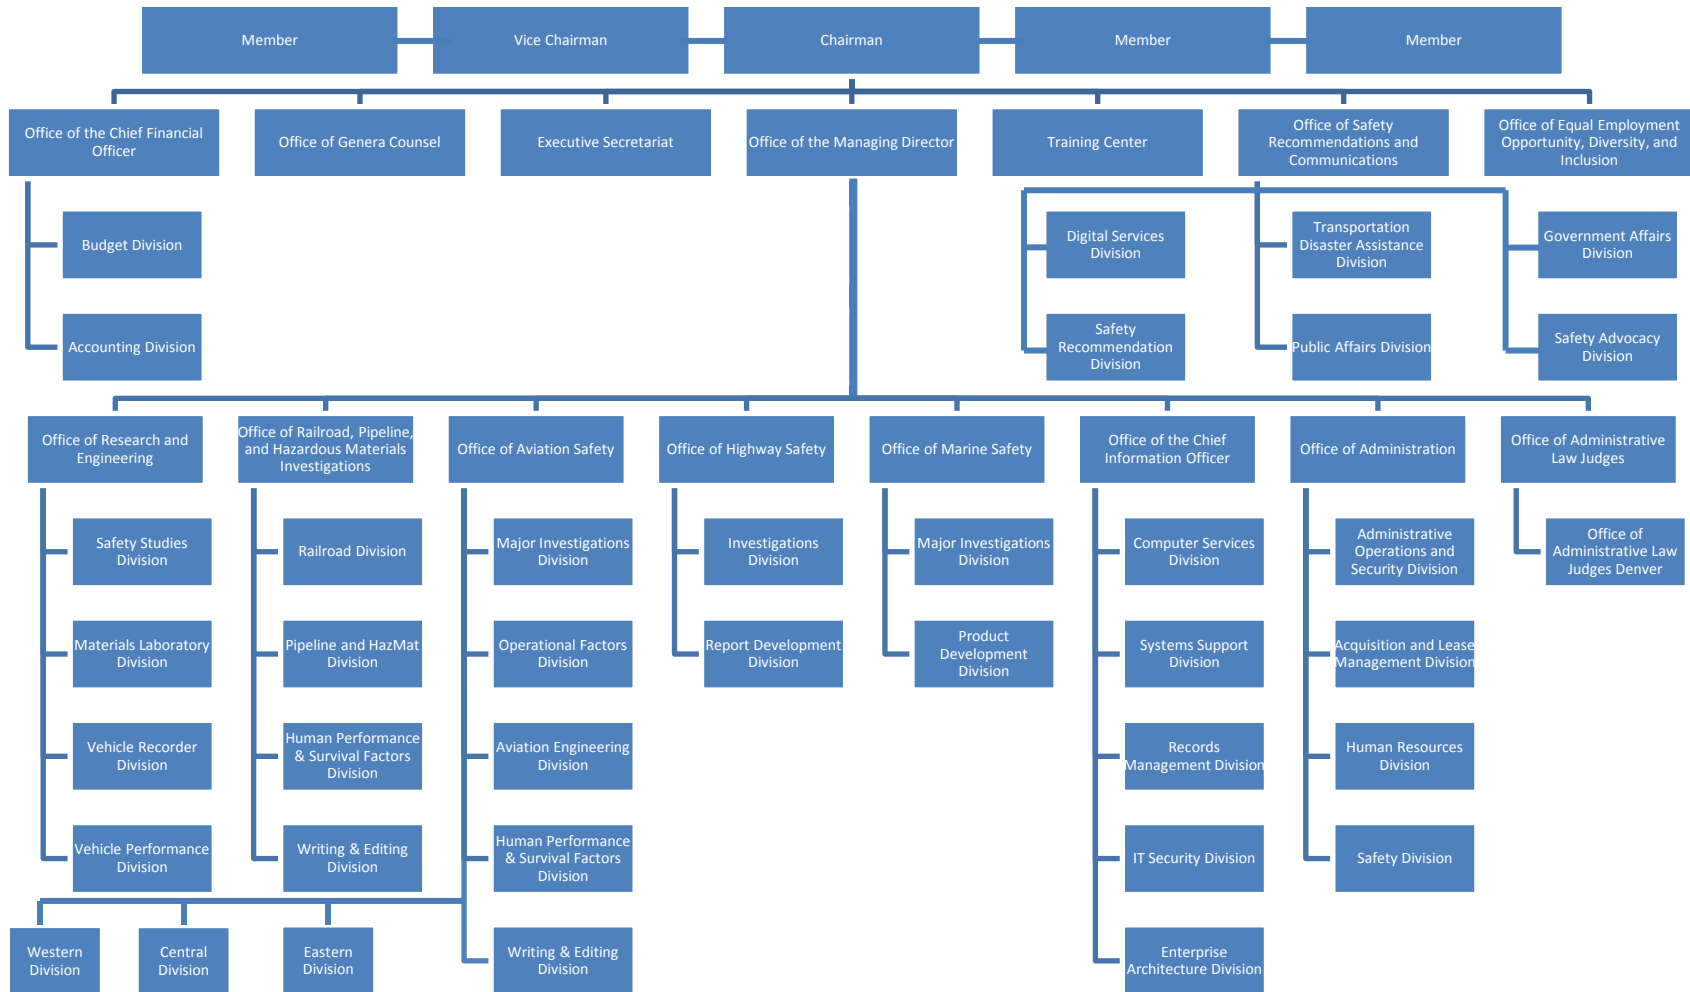 Member
Vice Chairman
Chairman
Member
Member
Office of the Chief Financial
Officer
Office of Genera Counsel
Executive Secretariat
Office of the Managing Director
Training Center
Office of Safety
Recommendations and
Communications
Office of Equal Employment
Opportunity, Diversity, and
Inclusion
Budget Division
Accounting Division
Digital Services
Division
Safety
Recommendation
Division
Transportation
Disaster Assistance
Division
Public Affairs Division
Government Affairs
Division
Safety Advocacy
Division
Office of Research and
Engineering
Safety Studies
Division
Materials Laboratory
Division
Vehicle Recorder
Division
Vehicle Performance
Division
Office of Railroad, Pipeline,
and Hazardous Materials
Investigations
Railroad Division
Pipeline and HazMat
Division
Human Performance
& Survival Factors
Division
Writing & Editing
Division
Office of Aviation Safety
Major Investigations
Division
Operational Factors
Division
Aviation Engineering
Division
Human Performance
& Survival Factors
Division
Writing & Editing
Division
Western
Division
Central
Division
Eastern
Division
Office of Highway Safety
Investigations
Division
Report Development
Division
Office of Marine Safety
Major Investigations
Division
Product
Development
Division
Office of the Chief
Information Officer
Computer Services
Division
Systems Support
Division
Records
Management Division
IT Security Division
Enterprise
Architecture Division
Office of Administration
Administrative
Operations and
Security Division
Acquisition and Lease
Management Division
Human Resources
Division
Safety Division
Office of Administrative
Law Judges
Office of
Administrative Law
Judges Denver